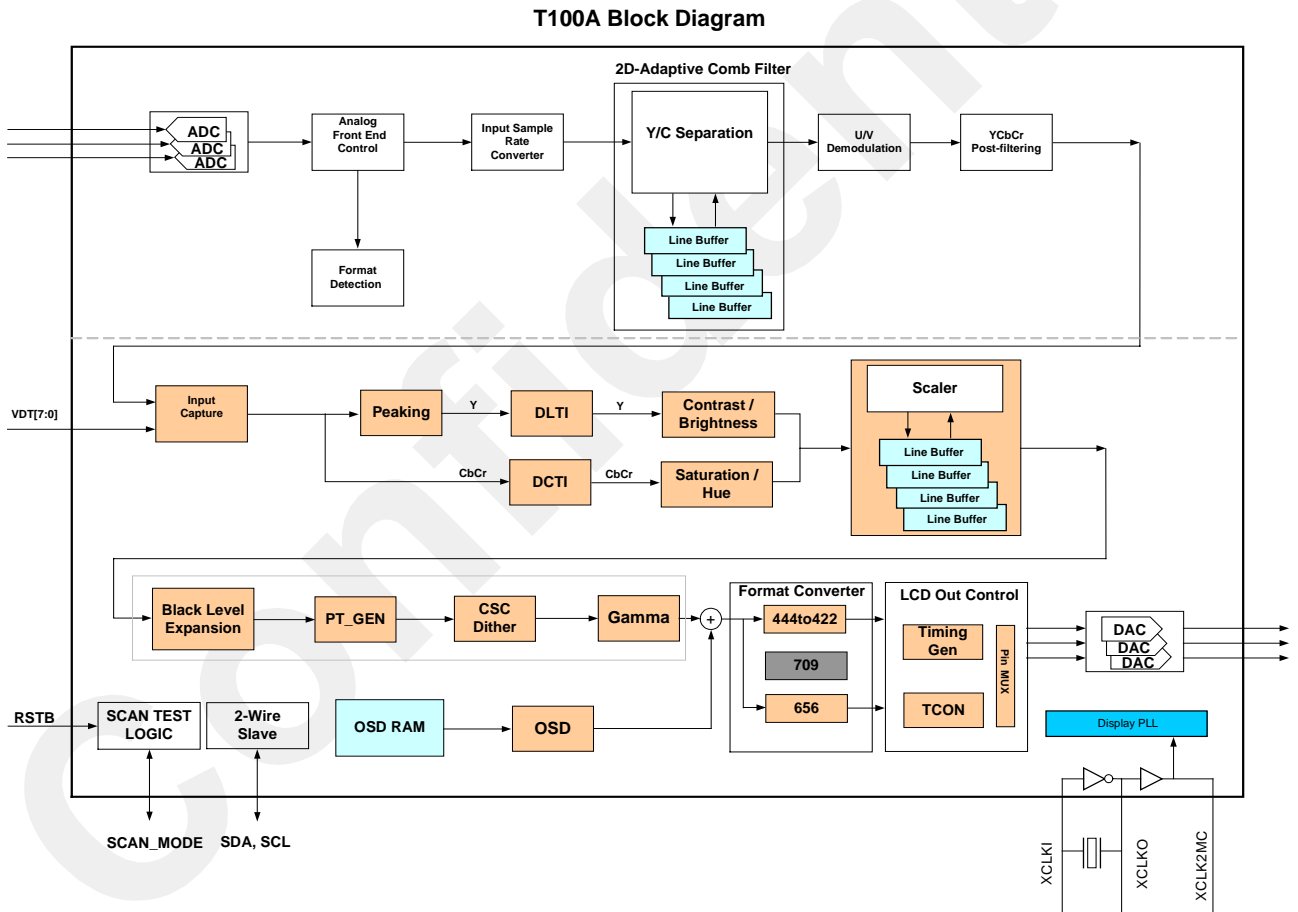 T100A Block Diagram
2D-Adaptive Comb Filter
ADC
ADC
ADC
Analog
Front End
Control
Input Sample
Rate
Converter
Y/C Separation
U/V
Demodulation
YCbCr
Post-filtering
Format
Detection
Line Buffer
Line Buffer
Line Buffer
Line Buffer
VDT[7:0]
Input
Capture
Peaking
Y
DLTI
Y
Contrast /
Brightness
CbCr
DCTI
CbCr
Saturation /
Hue
Scaler
Line Buffer
Line Buffer
Line Buffer
Line Buffer
Black Level
Expansion
PT_GEN
CSC
Dither
Gamma
+
Format Converter
444to422
709
656
LCD Out Control
Timing
Gen
TCON
Pin MUX
DAC
DAC
DAC
RSTB
SCAN TEST
LOGIC
2-Wire
Slave
OSD RAM
OSD
Display PLL
SCAN_MODE
SDA, SCL
XCLKI
XCLKO
XCLK2MC
Confident